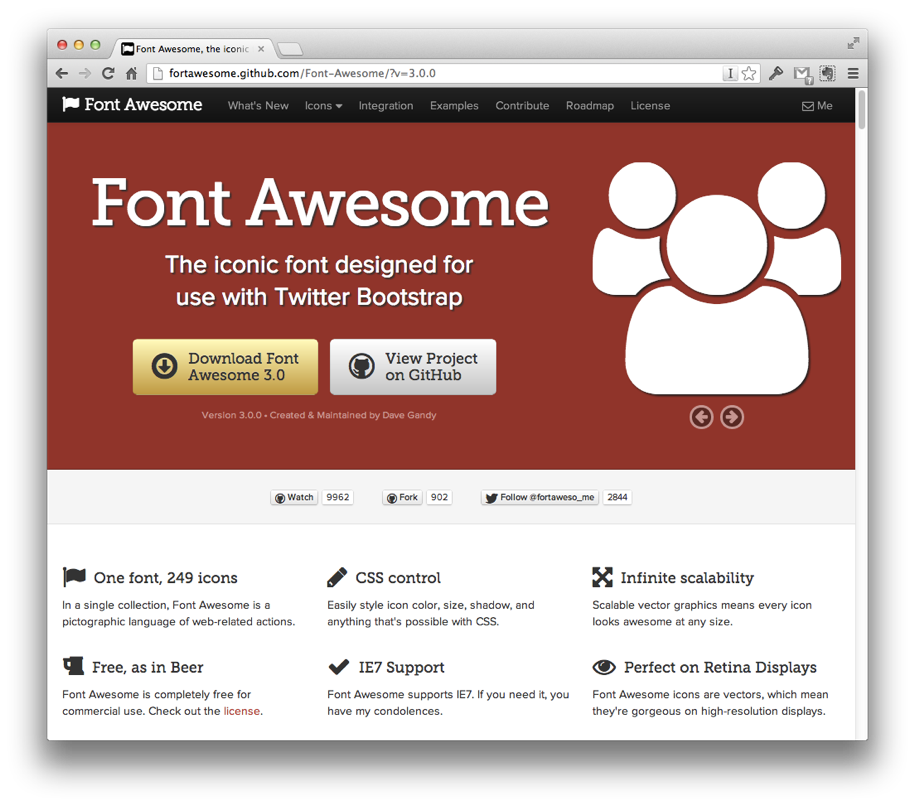 Font Awesome, the iconic
fortawesome.github.com/Font-Awesome/?v=3.0.0
Font Awesome What's New Icons Integration Examples Contribute Roadmap License Me
Font Awesome
The iconic font designed for
use with Twitter Bootstrap
Download Font
Awesome 3.0
View Project
on GitHub
Version 3.0.0 • Created & Maintained by Dave Gandy
Watch 9962 Fork 902 Follow @fortaweso_me 2844
One font, 249 icons
In a single collection, Font Awesome is a
pictographic language of web-related actions.
CSS control
Easily style icon color, size, shadow, and
anything that's possible with CSS.
Infinite scalability
Scalable vector graphics means every icon
looks awesome at any size.
Free, as in Beer
Font Awesome is completely free for
commercial use. Check out the license.
IE7 Support
Font Awesome supports IE7. If you need it, you
have my condolences.
Perfect on Retina Displays
Font Awesome icons are vectors, which mean
they're gorgeous on high-resolution displays.